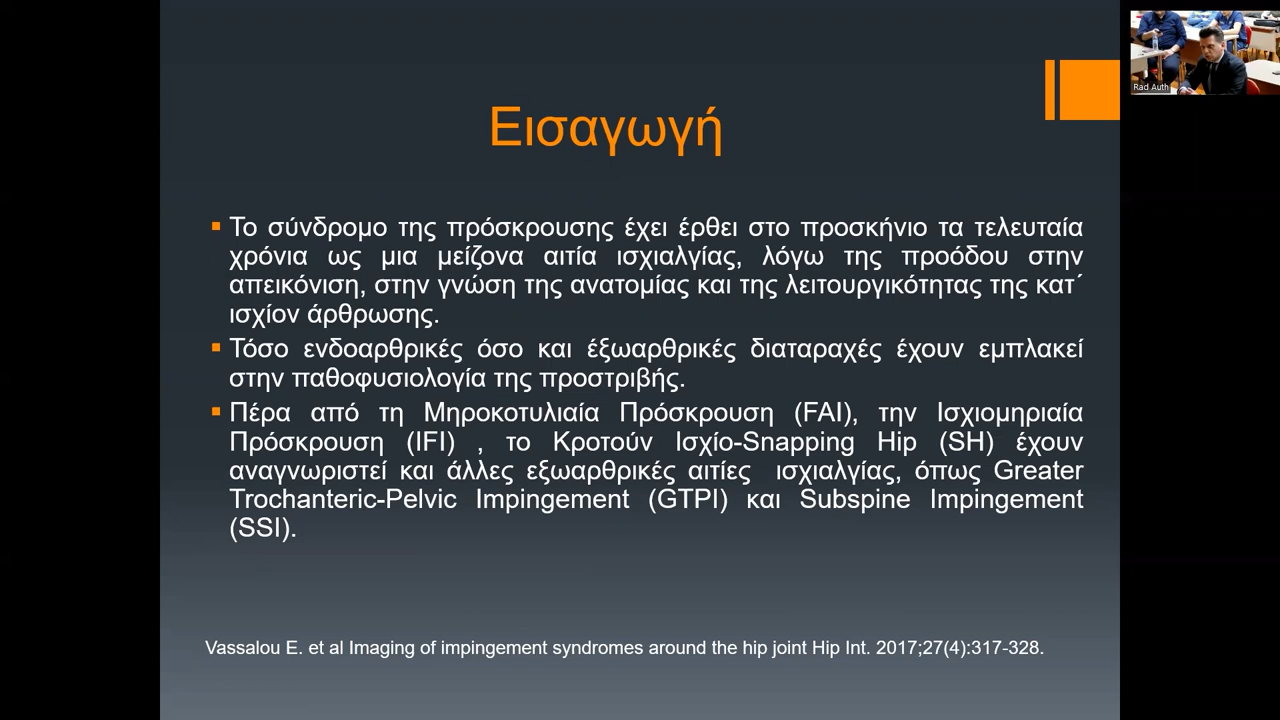 Εισαγωγή
Το σύνδρομο της πρόσκρουσης έχει έρθει στο προσκήνιο τα τελευταία
χρόνια ως μια μείζονα αιτία ισχιαλγίας, λόγω της προόδου στην
απεικόνιση, στην γνώση της ανατομίας και της λειτουργικότητας της κατ΄
ισχίον άρθρωσης.
Τόσο ενδοαρθρικές όσο και έξωαρθρικές διαταραχές έχουν εμπλακεί
στην παθοφυσιολογία της προστριβής.
Πέρα από τη Μηροκοτυλιαία Πρόσκρουση (FAI), την Ισχιομηριαία
Πρόσκρουση (IFI) , το Κροτούν Ισχίο-Snapping Hip (SH) έχουν
αναγνωριστεί και άλλες εξωαρθρικές αιτίες ισχιαλγίας, όπως Greater
Trochanteric-Pelvic Impingement (GTPI) και Subspine Impingement
(SSI).
Vassalou E. et al Imaging of impingement syndromes around the hip joint Hip Int. 2017;27(4):317-328.
Rad Auth